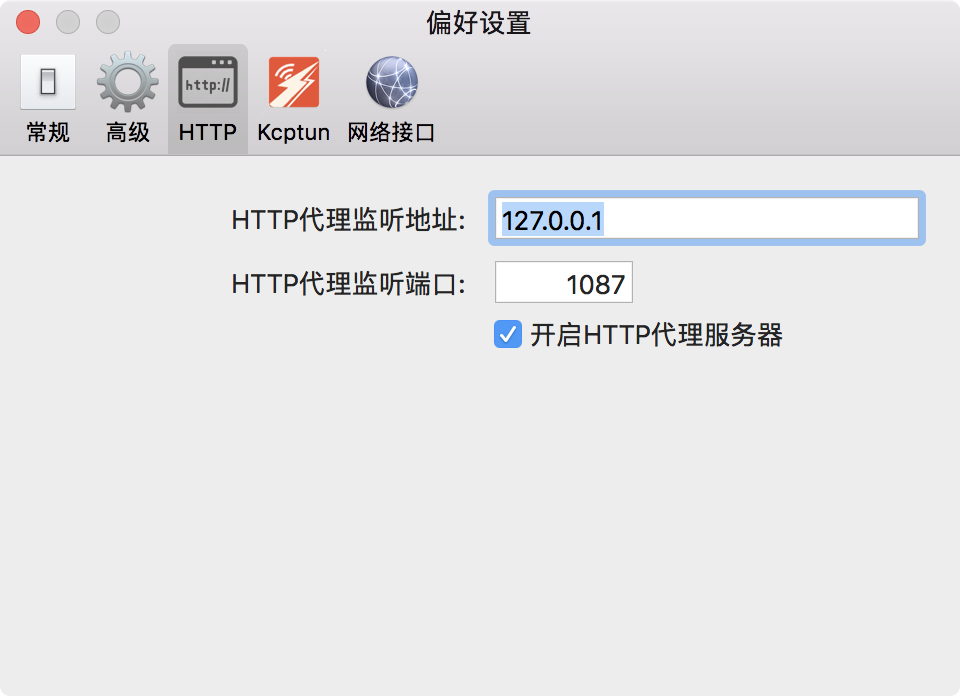 偏好设置
http://
常规 高级 HTTP Kcptun 网络接口
HTTP代理监听地址: 127.0.0.1
HTTP代理监听端口: 1087
开启HTTP代理服务器